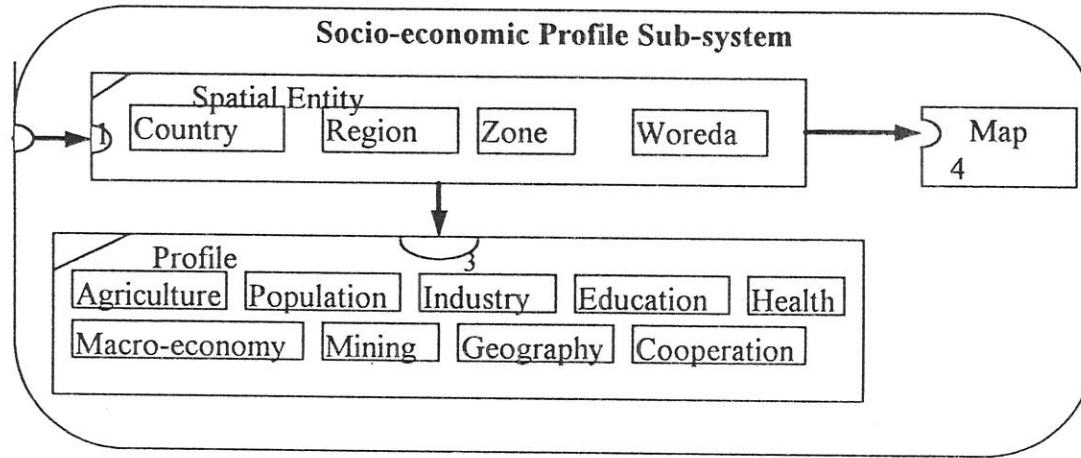 Socio-economic Profile Sub-system
Spatial Entity
1 Country Region Zone Woreda
Map
4
3
Profile
Agriculture Population Industry Education Health
Macro-economy Mining Geography Cooperation